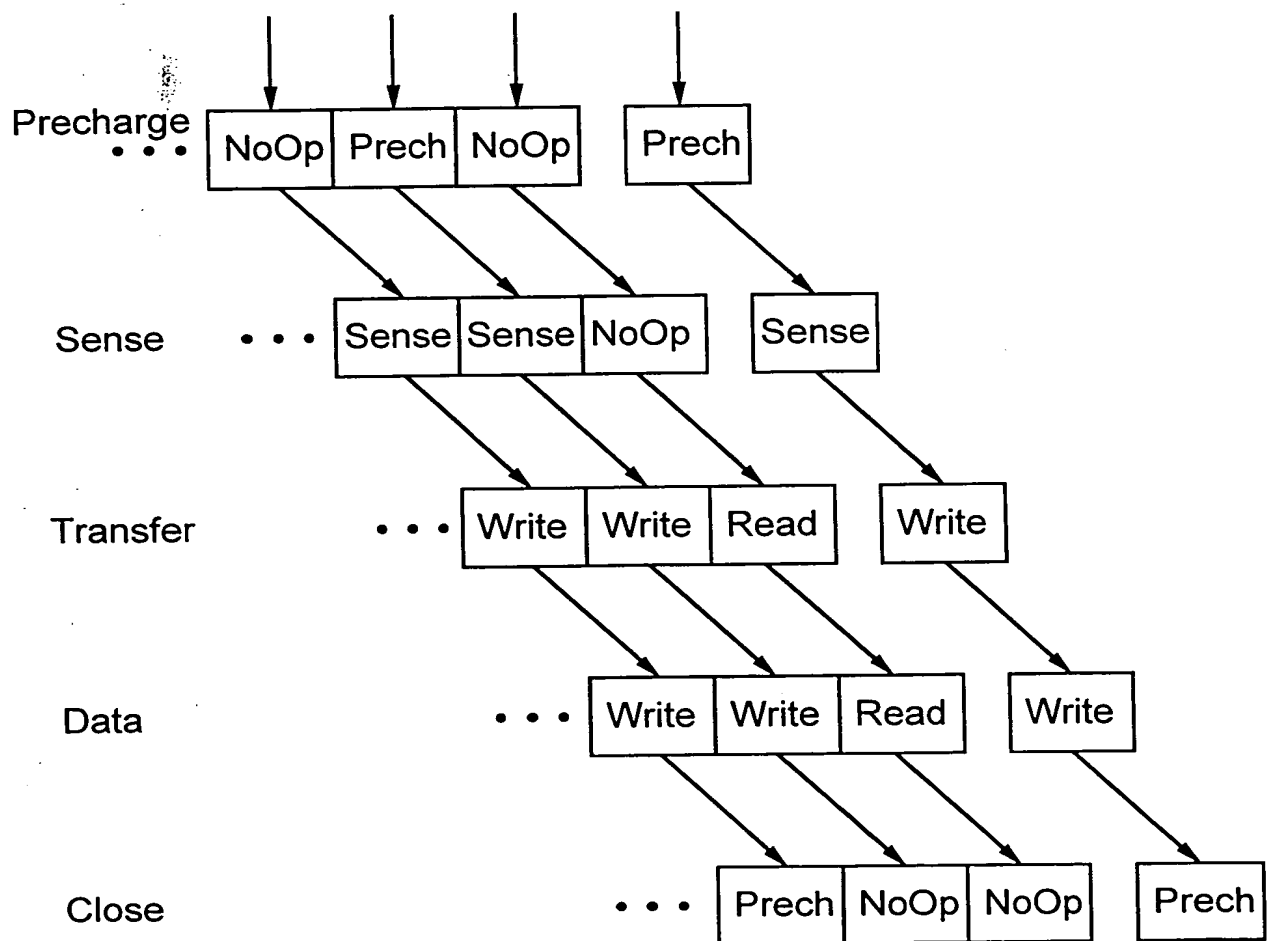 Precharge
• • • NoOp Prech NoOp Prech
Sense • • • Sense Sense NoOp Sense
Transfer • • • Write Write Read Write
Data • • • Write Write Read Write
Close • • • Prech NoOp NoOp Prech